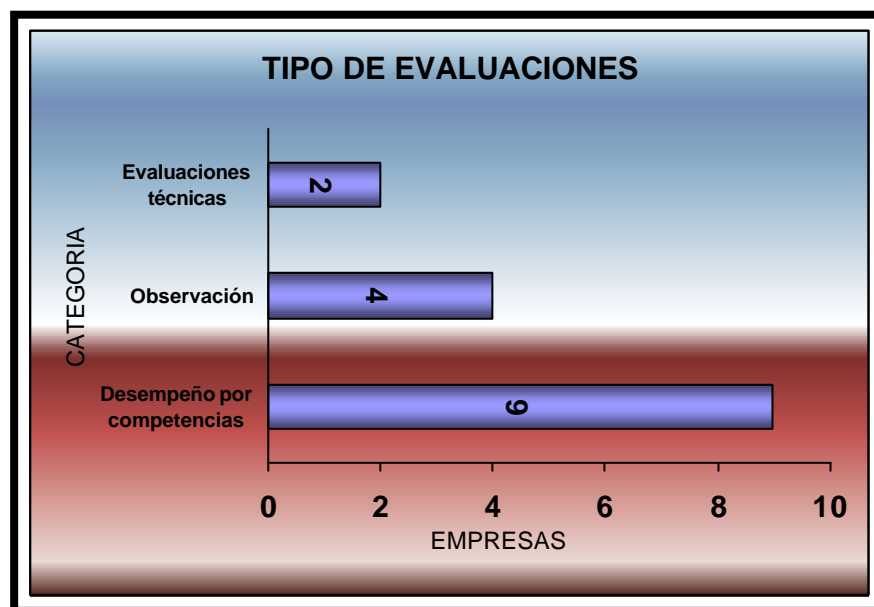 TIPO DE EVALUACIONES
CATEGORIA
Evaluaciones
técnicas
2
Observación
4
Desempeño por
competencias
9
0 2 4 6 8 10
EMPRESAS